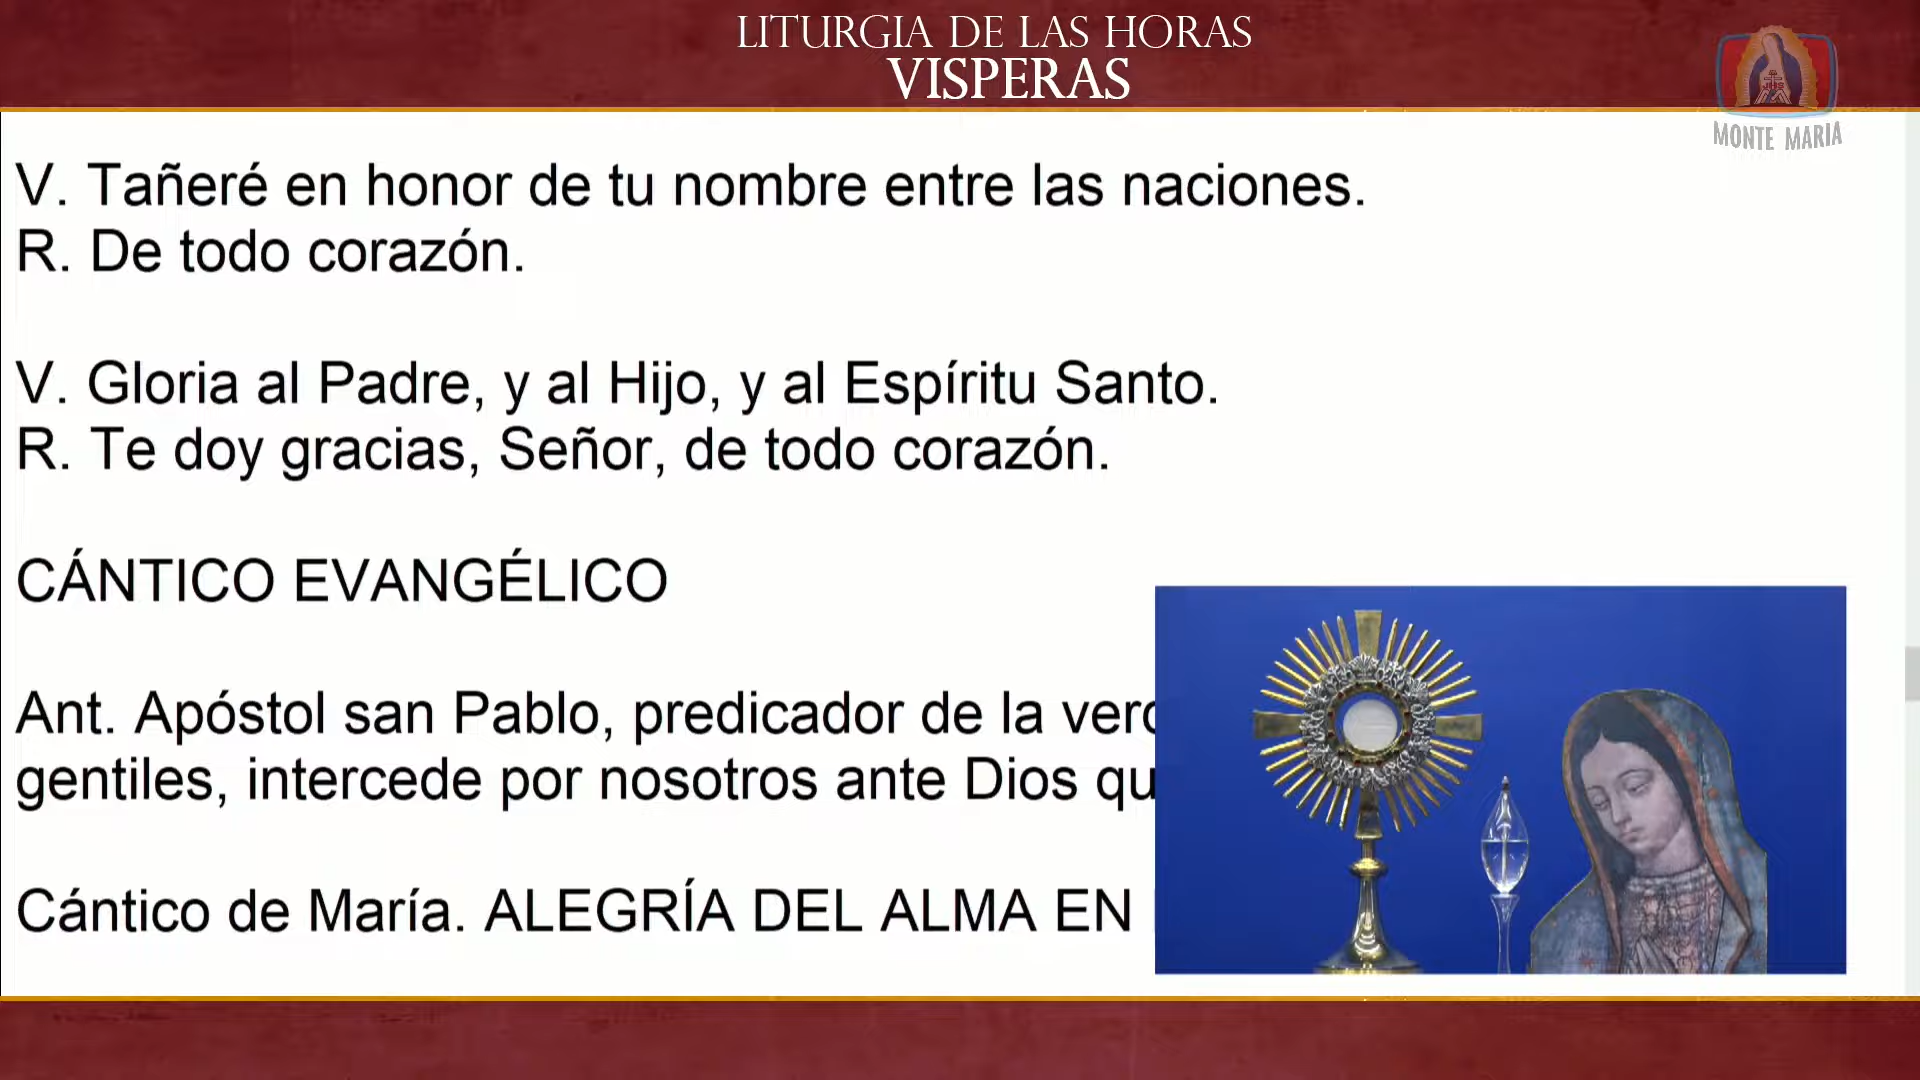 LITURGIA DE LAS HORAS
VISPERAS
MONTE MARIA
V. Tañeré en honor de tu nombre entre las naciones.
R. De todo corazón.
V. Gloria al Padre, y al Hijo, y al Espíritu Santo.
R. Te doy gracias, Señor, de todo corazón.
CÁNTICO EVANGÉLICO
Ant. Apóstol san Pablo, predicador de la
gentiles, intercede por nosotros ante Dios
Cántico de María. ALEGRÍA DEL ALMA EN